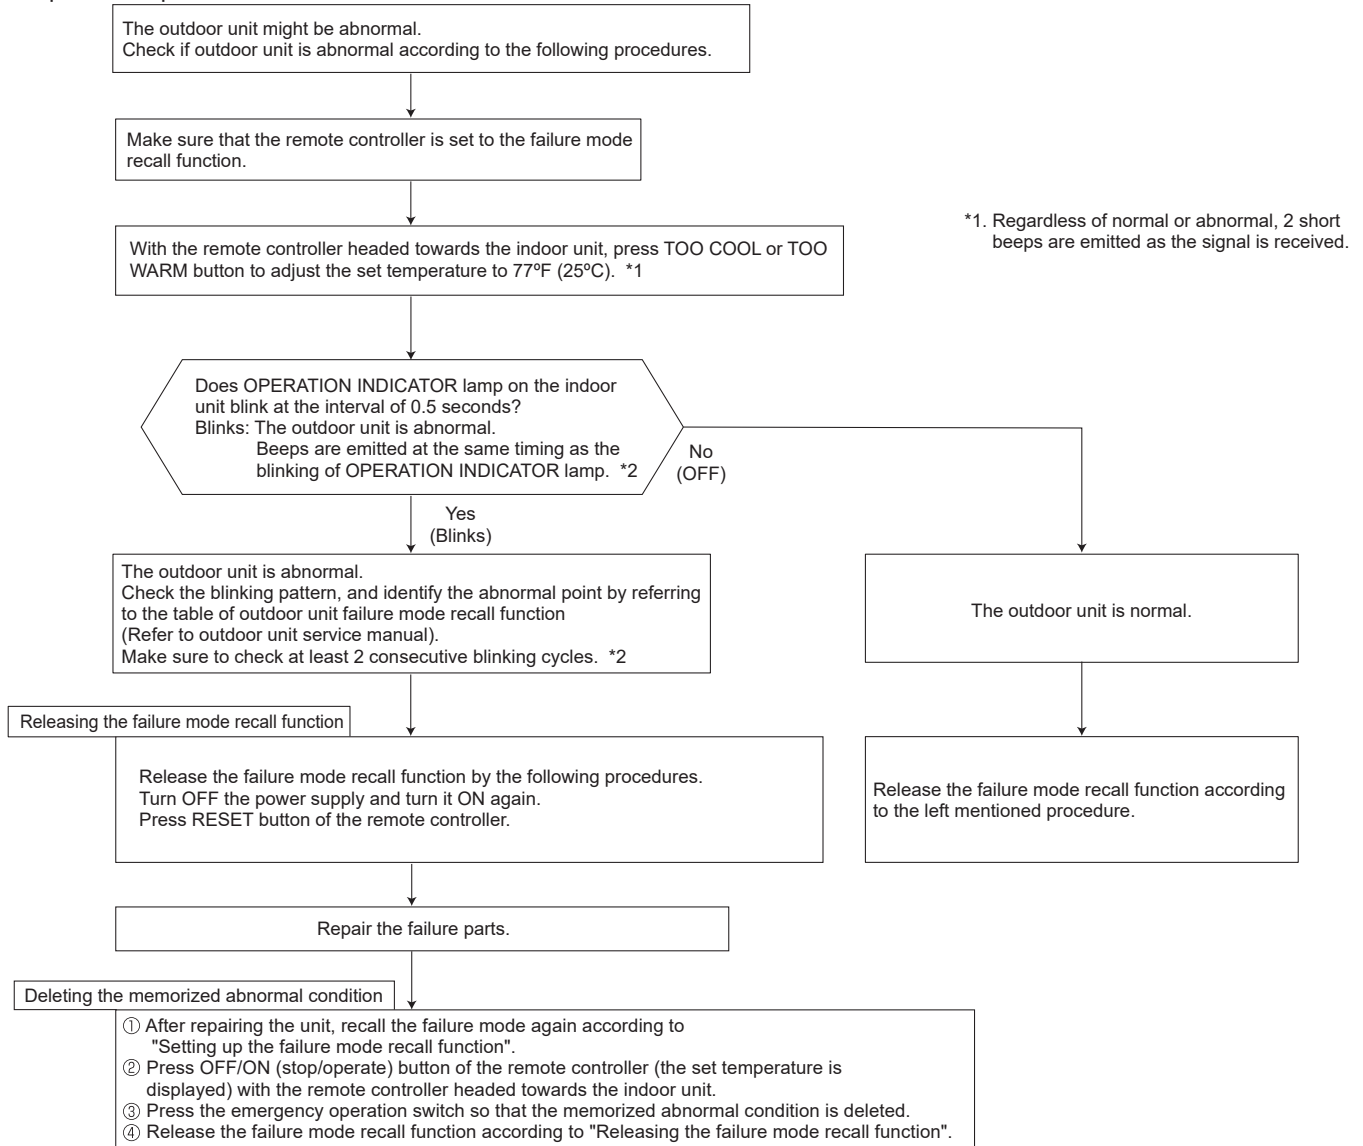 The outdoor unit might be abnormal.
Check if outdoor unit is abnormal according to the following procedures.
Make sure that the remote controller is set to the failure mode
recall function.
With the remote controller headed towards the indoor unit, press TOO COOL or TOO
WARM button to adjust the set temperature to 77ºF (25ºC).  *1
*1. Regardless of normal or abnormal, 2 short
beeps are emitted as the signal is received.
Does OPERATION INDICATOR lamp on the indoor
unit blink at the interval of 0.5 seconds?
Blinks: The outdoor unit is abnormal.
Beeps are emitted at the same timing as the
blinking of OPERATION INDICATOR lamp.  *2
No
(OFF)
Yes
(Blinks)
The outdoor unit is abnormal.
Check the blinking pattern, and identify the abnormal point by referring
to the table of outdoor unit failure mode recall function
(Refer to outdoor unit service manual).
Make sure to check at least 2 consecutive blinking cycles.  *2
The outdoor unit is normal.
Releasing the failure mode recall function
Release the failure mode recall function by the following procedures.
Turn OFF the power supply and turn it ON again.
Press RESET button of the remote controller.
Release the failure mode recall function according
to the left mentioned procedure.
Repair the failure parts.
Deleting the memorized abnormal condition
① After repairing the unit, recall the failure mode again according to
"Setting up the failure mode recall function".
② Press OFF/ON (stop/operate) button of the remote controller (the set temperature is
displayed) with the remote controller headed towards the indoor unit.
③ Press the emergency operation switch so that the memorized abnormal condition is deleted.
④ Release the failure mode recall function according to "Releasing the failure mode recall function".